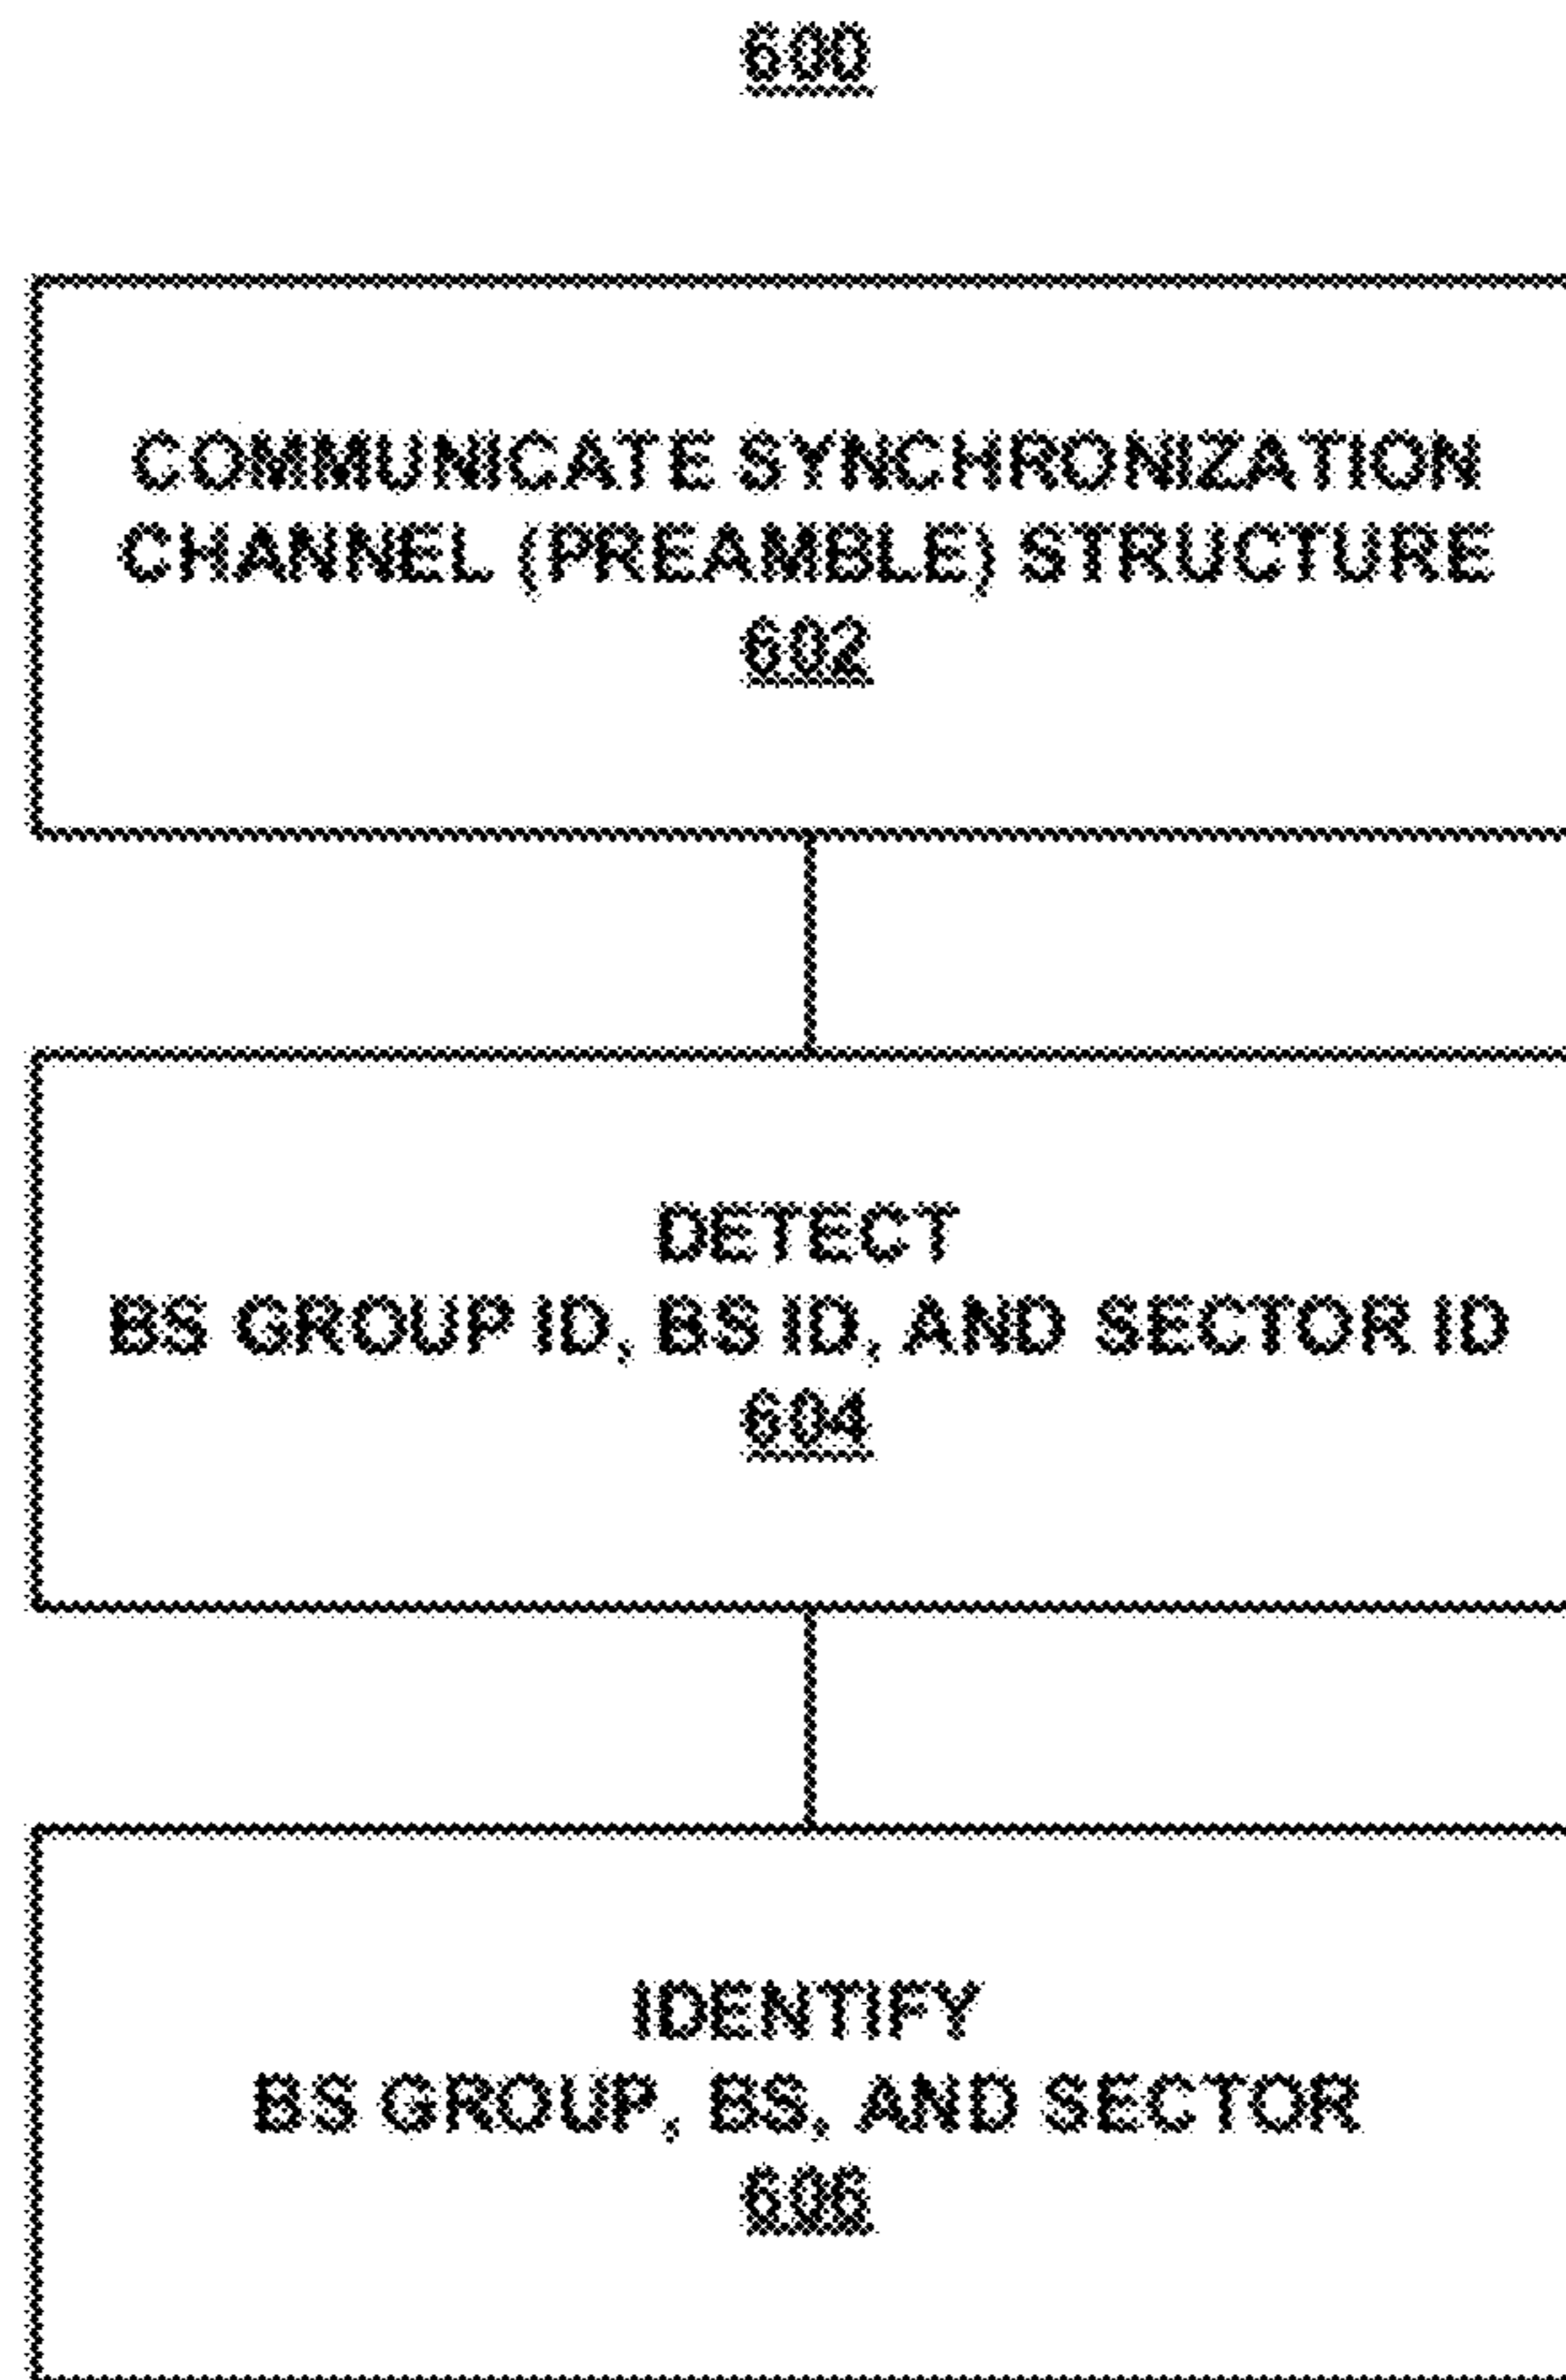 600
COMMUNICATE SYNCHRONIZATION
CHANNEL (PREAMBLE) STRUCTURE
602
DETECT
BS GROUP ID, BS ID, AND SECTOR ID
604
IDENTIFY
BS GROUP, BS, AND SECTOR
606